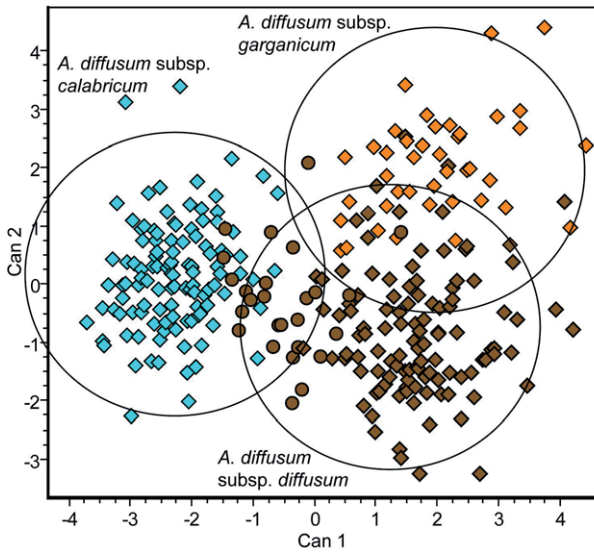 A. diffusum subsp.
garganicum
A. diffusum subsp.
calabricum
4
3
2
1
0
-1
-2
-3
Can 2
A. diffusum
subsp. diffusum
-4 -3 -2 -1 0 1 2 3 4
Can 1